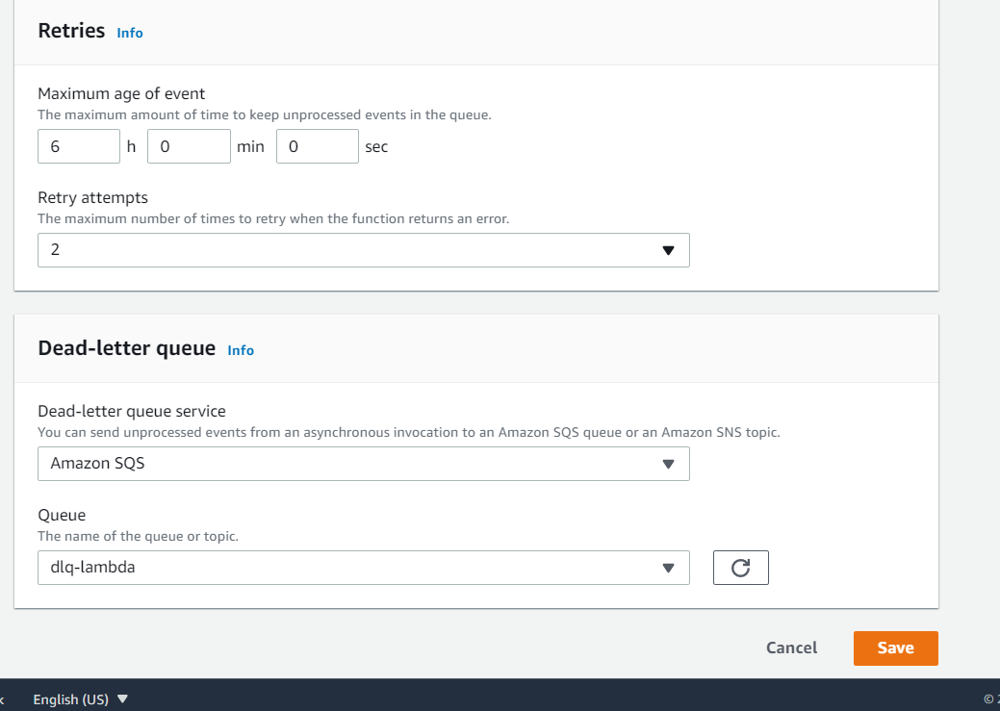 Retries Info
Maximum age of event
The maximum amount of time to keep unprocessed events in the queue.
6 h 0 min 0 sec
Retry attempts
The maximum number of times to retry when the function returns an error.
2
Dead-letter queue Info
Dead-letter queue service
You can send unprocessed events from an asynchronous invocation to an Amazon SQS queue or an Amazon SNS topic.
Amazon SQS
Queue
The name of the queue or topic.
dlq-lambda
Cancel Save
English (US) ©